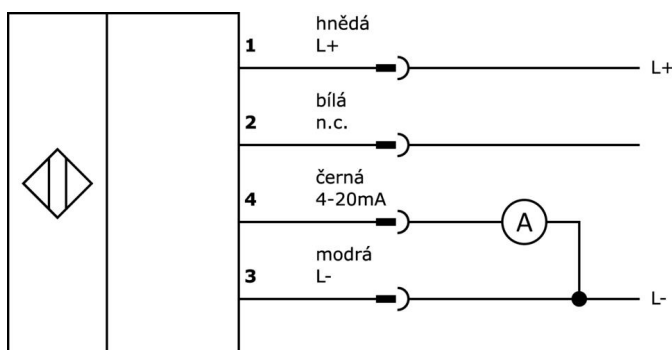 hnědá
1 L+
L+
bílá
2 n.c.
černá
4 4-20mA
A
modrá
3 L-
L-